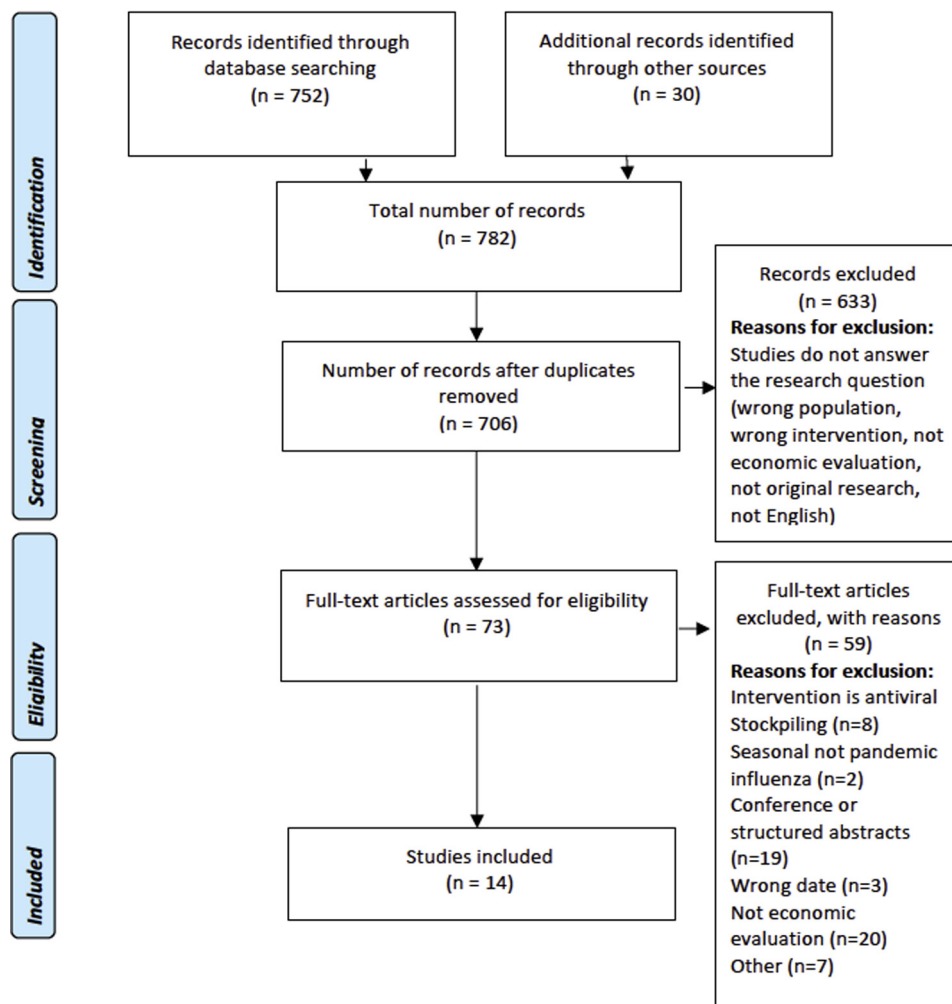 Records identified through
database searching
(n = 752)
Additional records identified
through other sources
(n = 30)
Identification
Total number of records
(n = 782)
Records excluded
(n = 633)
Reasons for exclusion:
Studies do not answer
the research question
(wrong population,
wrong intervention, not
economic evaluation,
not original research,
not English)
Screening
Number of records after duplicates
removed
(n = 706)
Eligibility
Full-text articles assessed for eligibility
(n = 73)
Full-text articles
excluded, with reasons
(n = 59)
Reasons for exclusion:
Intervention is antiviral
Stockpiling (n=8)
Seasonal not pandemic
influenza (n=2)
Conference or
structured abstracts
(n=19)
Wrong date (n=3)
Not economic
evaluation (n=20)
Other (n=7)
Included
Studies included
(n = 14)